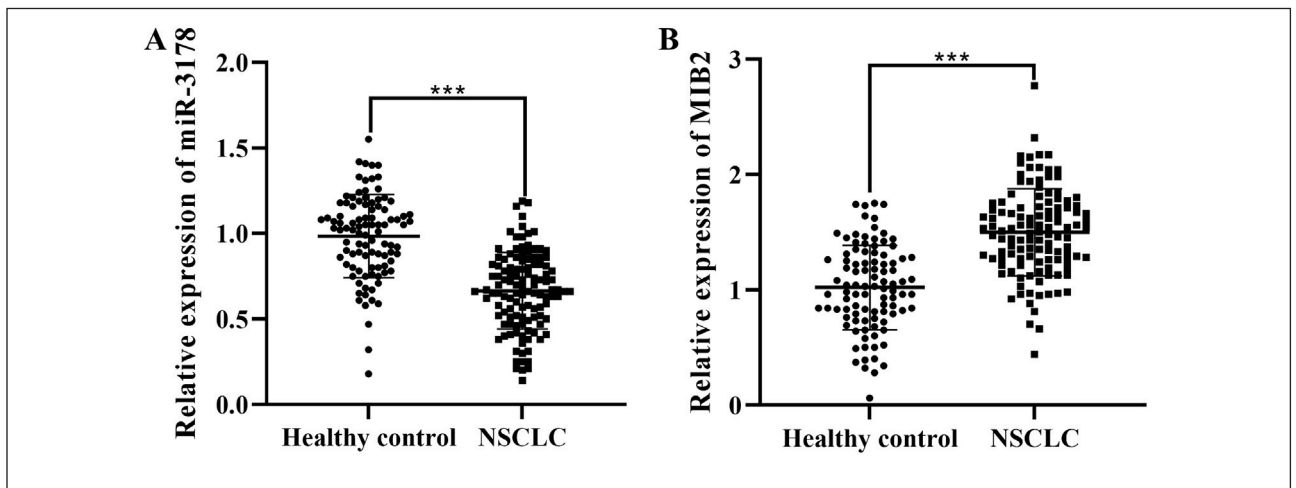 A
Relative expression of miR-3178
2.0
1.5
1.0
0.5
0.0
***
Healthy control
NSCLC
B
Relative expression of MIB2
3
2
1
0
***
Healthy control
NSCLC